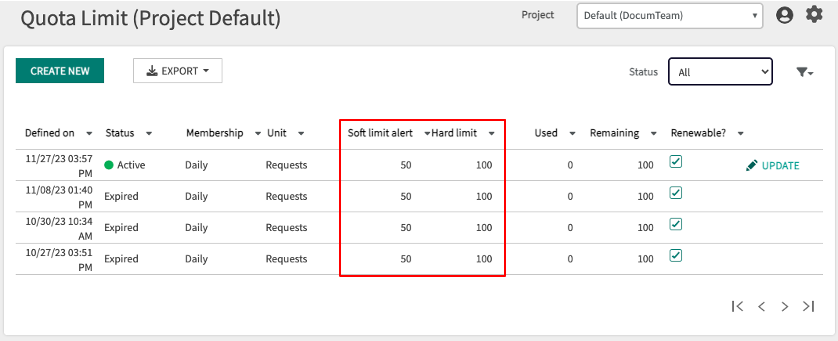 Quota Limit (Project Default)
Project
Default (DocumTeam)
CREATE NEW
EXPORT
Status
All
Defined on Status Membership Unit Soft limit alert Hard limit Used Remaining Renewable?
11/27/23 03:57
PM
Active Daily Requests 50 100 0 100 UPDATE
11/08/23 01:40
PM
Expired Daily Requests 50 100 0 100
10/30/23 10:34
AM
Expired Daily Requests 50 100 0 100
10/27/23 03:51
PM
Expired Daily Requests 50 100 0 100